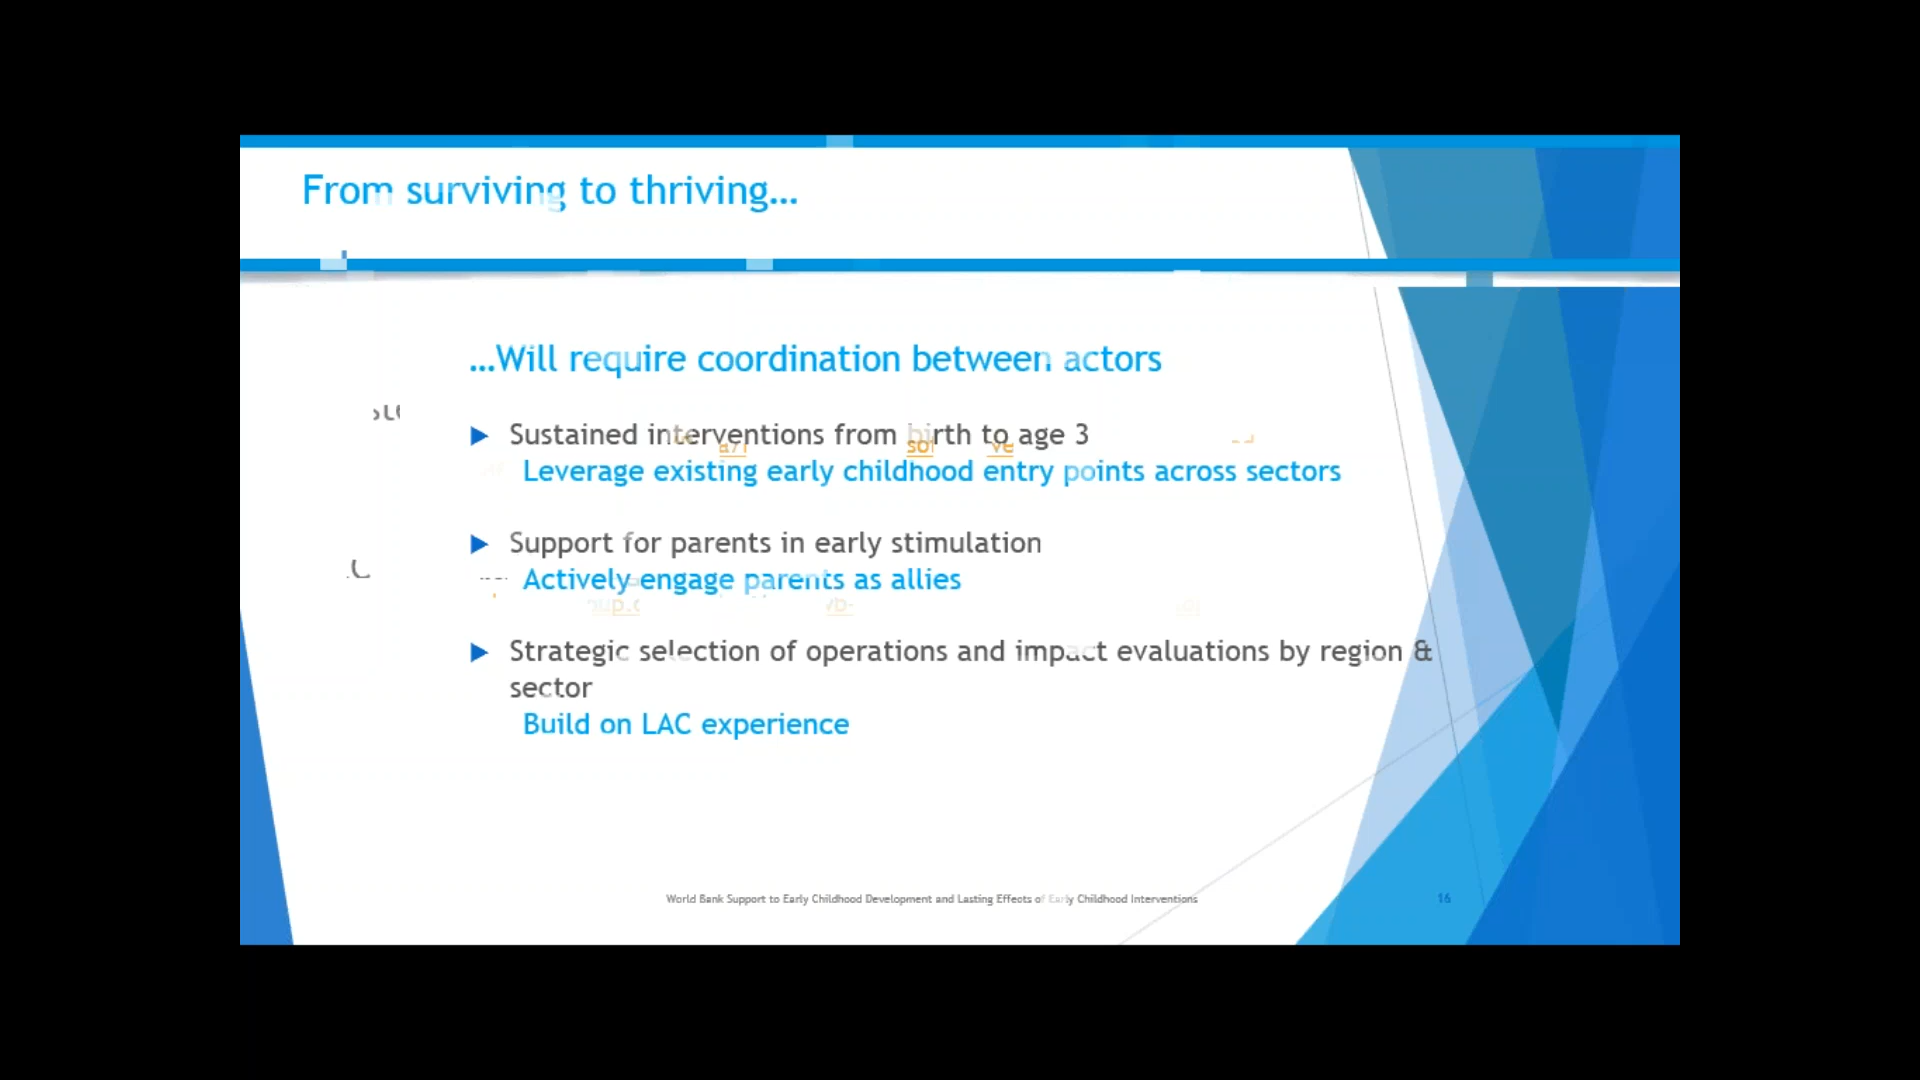 From surviving to thriving...
...Will require coordination between actors
Sustained interventions from birth to age 3
Leverage existing early childhood entry points across sectors
Support for parents in early stimulation
Actively engage parents as allies
Strategic selection of operations and impact evaluations by region &
sector
Build on LAC experience
World Bank Support to Early Childhood Development and Lasting Effects of Early Childhood Interventions
16